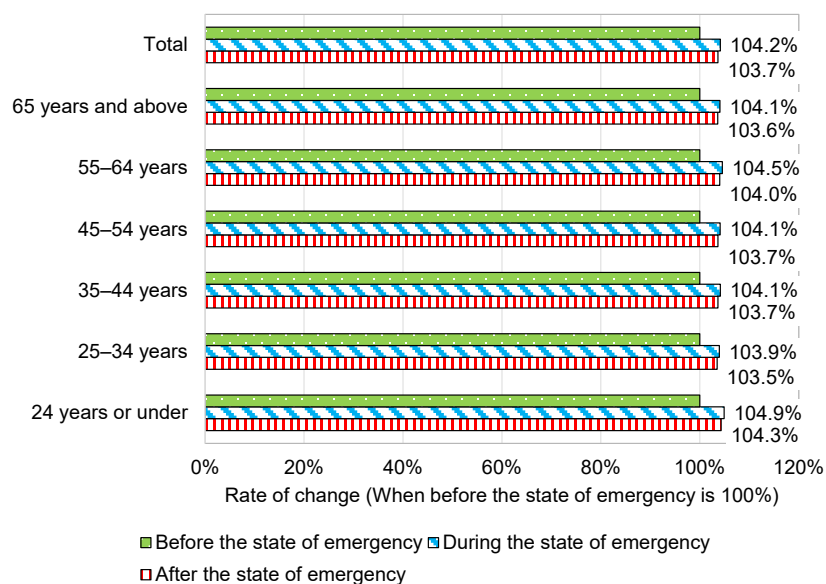 Total
104.2%
103.7%
65 years and above
104.1%
103.6%
55–64 years
104.5%
104.0%
45–54 years
104.1%
103.7%
35–44 years
104.1%
103.7%
25–34 years
103.9%
103.5%
24 years or under
104.9%
104.3%
0% 20% 40% 60% 80% 100% 120%
Rate of change (When before the state of emergency is 100%)
Before the state of emergency During the state of emergency
After the state of emergency